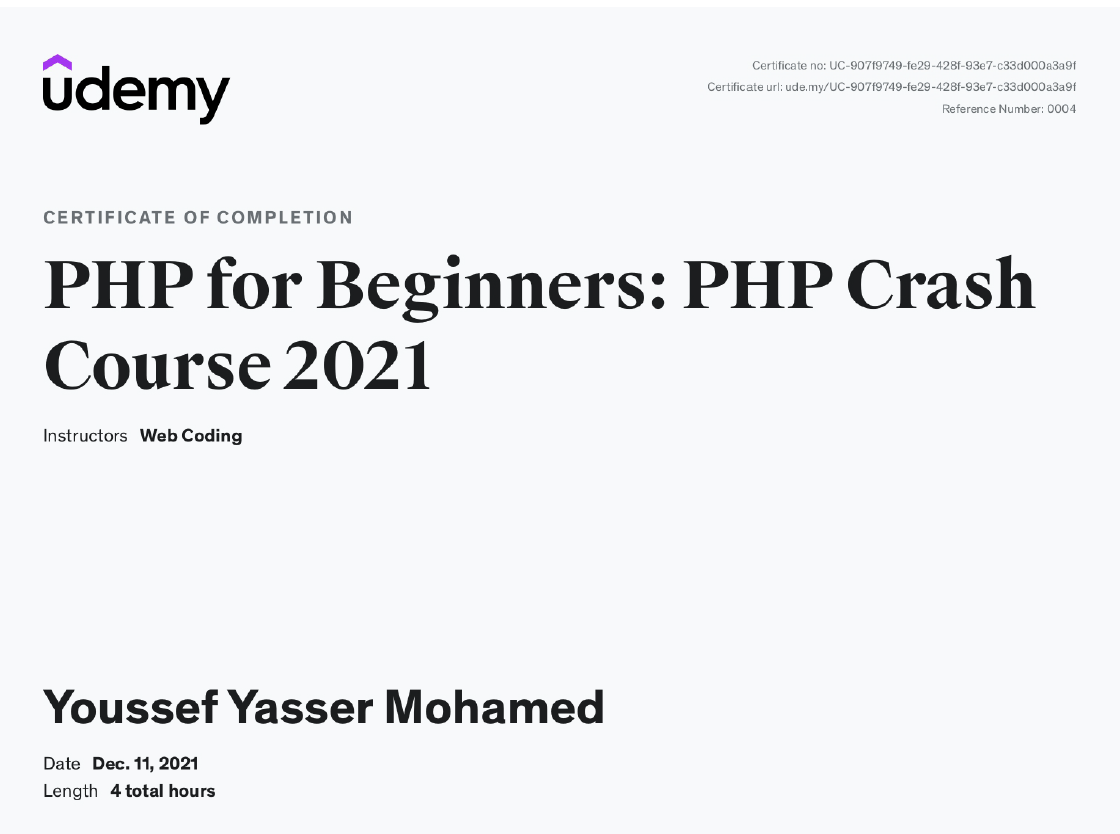 udemy
Certificate no: UC-907f9749-fe29-428f-93e7-c33d000a3a9f
Certificate url: ude.my/UC-907f9749-fe29-428f-93e7-c33d000a3a9f
Reference Number: 0004
CERTIFICATE OF COMPLETION
PHP for Beginners: PHP Crash
Course 2021
Instructors Web Coding
Youssef Yasser Mohamed
Date Dec. 11, 2021
Length 4 total hours